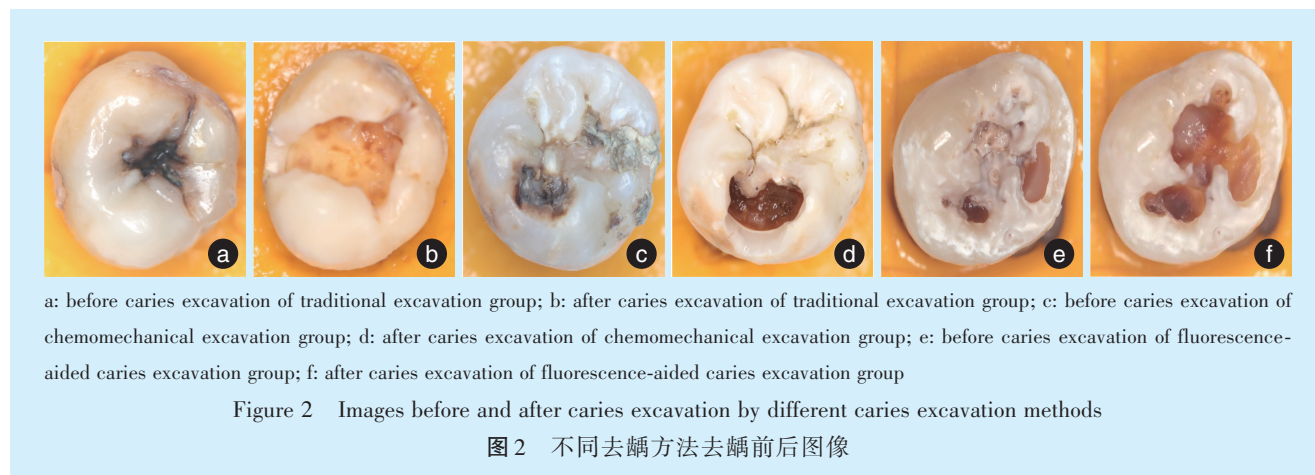 a
b
c
d
e
f
a: before caries excavation of traditional excavation group; b: after caries excavation of traditional excavation group; c: before caries excavation of
chemomechanical excavation group; d: after caries excavation of chemomechanical excavation group; e: before caries excavation of fluorescence-
aided caries excavation group; f: after caries excavation of fluorescence-aided caries excavation group
Figure 2 Images before and after caries excavation by different caries excavation methods
图2 不同去龋方法去龋前后图像